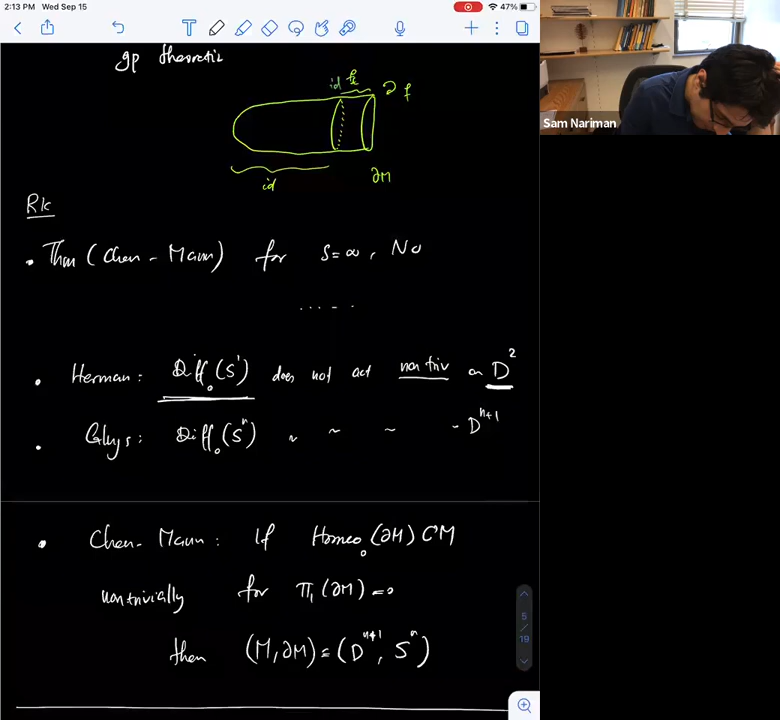 2:13 PM Wed Sep 15
47%
gp theoretic
id
∂ f
id
∂M
Sam Nariman
Rk
• Thm (Chen - Mann) for s=∞, No
.....
• Herman: Diff₀(S¹) does not act nontriv on D²
• Ghys: Diff₀(Sⁿ) ~ ~ ~ - Dⁿ⁺¹
• Chen - Mann: If Homeo₀(∂M) C M
nontrivially for π₁(∂M)=0
then (M,∂M) ≅ (Dⁿ⁺¹, Sⁿ)
5
/
19